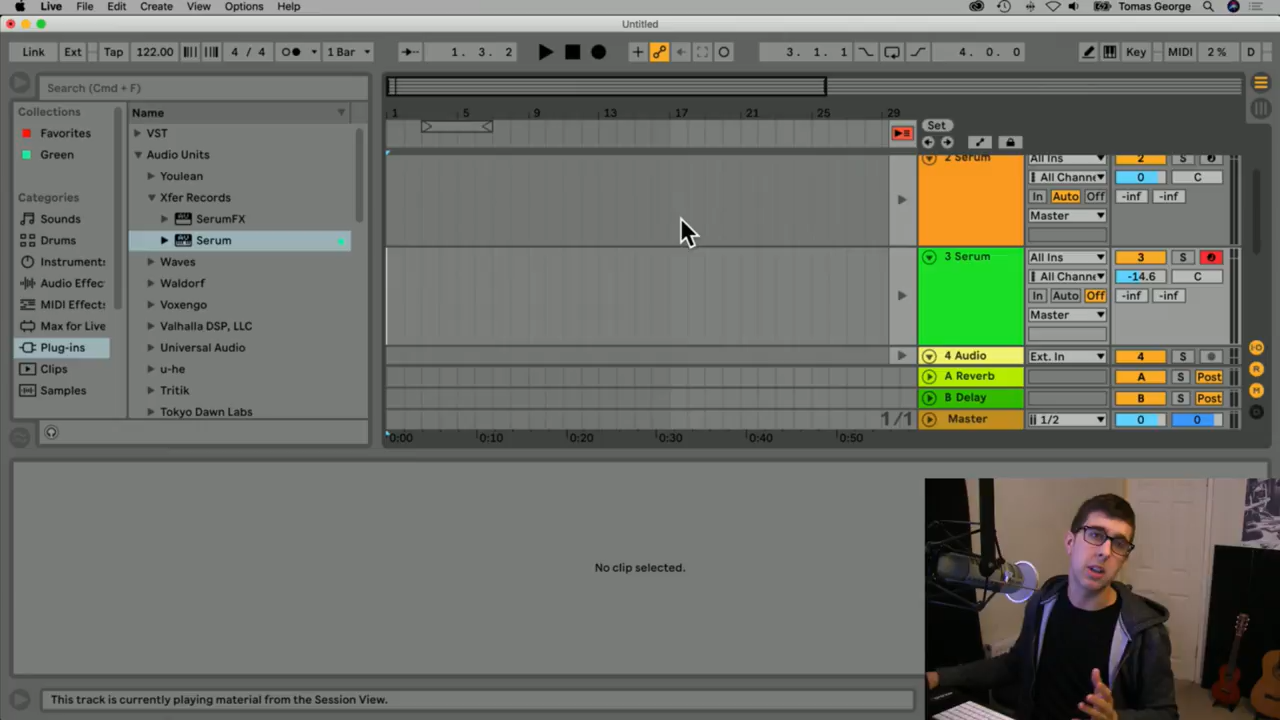 Live File Edit Create View Options Help Tomas George
Untitled
Link Ext Tap 122.00 4 / 4 1 Bar 1. 3. 2 3. 1. 1 4. 0. 0 Key MIDI 2 % D
Search (Cmd + F)
Collections
Favorites
Green
Categories
Sounds
Drums
Instruments
Audio Effec
MIDI Effects
Max for Live
Plug-ins
Clips
Samples
Name
VST
Audio Units
Youlean
Xfer Records
SerumFX
Serum
Waves
Waldorf
Voxengo
Valhalla DSP, LLC
Universal Audio
u-he
Tritik
Tokyo Dawn Labs
1 5 9 13 17 21 25 29
Set
2 Serum All Ins 2 S
All Channe 0 C
In Auto Off -inf -inf
Master
3 Serum All Ins 3 S
All Channe -14.6 C
In Auto Off -inf -inf
Master
4 Audio Ext. In 4 S
A Reverb A S Post
B Delay B S Post
1/1 Master 1/2 0 0
0:00 0:10 0:20 0:30 0:40 0:50
I·O
R
M
D
No clip selected.
This track is currently playing material from the Session View.